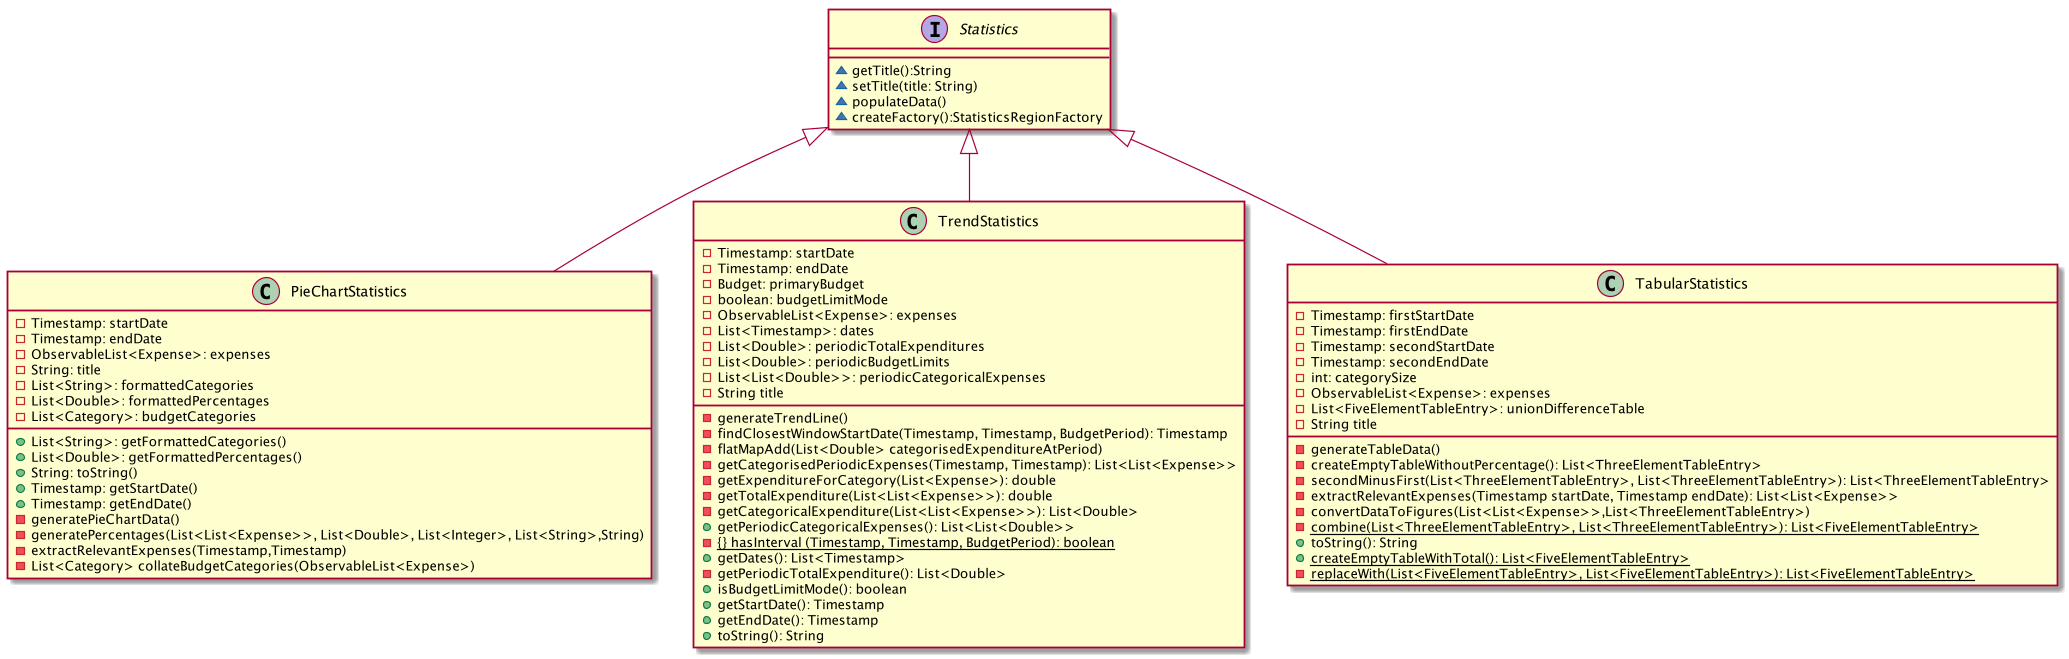 I Statistics
getTitle():String
setTitle(title: String)
populateData()
createFactory():StatisticsRegionFactory
C PieChartStatistics
Timestamp: startDate
Timestamp: endDate
ObservableList<Expense>: expenses
String: title
List<String>: formattedCategories
List<Double>: formattedPercentages
List<Category>: budgetCategories
List<String>: getFormattedCategories()
List<Double>: getFormattedPercentages()
String: toString()
Timestamp: getStartDate()
Timestamp: getEndDate()
generatePieChartData()
generatePercentages(List<List<Expense>>, List<Double>, List<Integer>, List<String>,String)
extractRelevantExpenses(Timestamp,Timestamp)
List<Category> collateBudgetCategories(ObservableList<Expense>)
C TrendStatistics
Timestamp: startDate
Timestamp: endDate
Budget: primaryBudget
boolean: budgetLimitMode
ObservableList<Expense>: expenses
List<Timestamp>: dates
List<Double>: periodicTotalExpenditures
List<Double>: periodicBudgetLimits
List<List<Double>>: periodicCategoricalExpenses
String title
generateTrendLine()
findClosestWindowStartDate(Timestamp, Timestamp, BudgetPeriod): Timestamp
flatMapAdd(List<Double> categorisedExpenditureAtPeriod)
getCategorisedPeriodicExpenses(Timestamp, Timestamp): List<List<Expense>>
getExpenditureForCategory(List<Expense>): double
getTotalExpenditure(List<List<Expense>>): double
getCategoricalExpenditure(List<List<Expense>>): List<Double>
getPeriodicCategoricalExpenses(): List<List<Double>>
{} hasInterval (Timestamp, Timestamp, BudgetPeriod): boolean
getDates(): List<Timestamp>
getPeriodicTotalExpenditure(): List<Double>
isBudgetLimitMode(): boolean
getStartDate(): Timestamp
getEndDate(): Timestamp
toString(): String
C TabularStatistics
Timestamp: firstStartDate
Timestamp: firstEndDate
Timestamp: secondStartDate
Timestamp: secondEndDate
int: categorySize
ObservableList<Expense>: expenses
List<FiveElementTableEntry>: unionDifferenceTable
String title
generateTableData()
createEmptyTableWithoutPercentage(): List<ThreeElementTableEntry>
secondMinusFirst(List<ThreeElementTableEntry>, List<ThreeElementTableEntry>): List<ThreeElementTableEntry>
extractRelevantExpenses(Timestamp startDate, Timestamp endDate): List<List<Expense>>
convertDataToFigures(List<List<Expense>>,List<ThreeElementTableEntry>)
combine(List<ThreeElementTableEntry>, List<ThreeElementTableEntry>): List<FiveElementTableEntry>
toString(): String
createEmptyTableWithTotal(): List<FiveElementTableEntry>
replaceWith(List<FiveElementTableEntry>, List<FiveElementTableEntry>): List<FiveElementTableEntry>